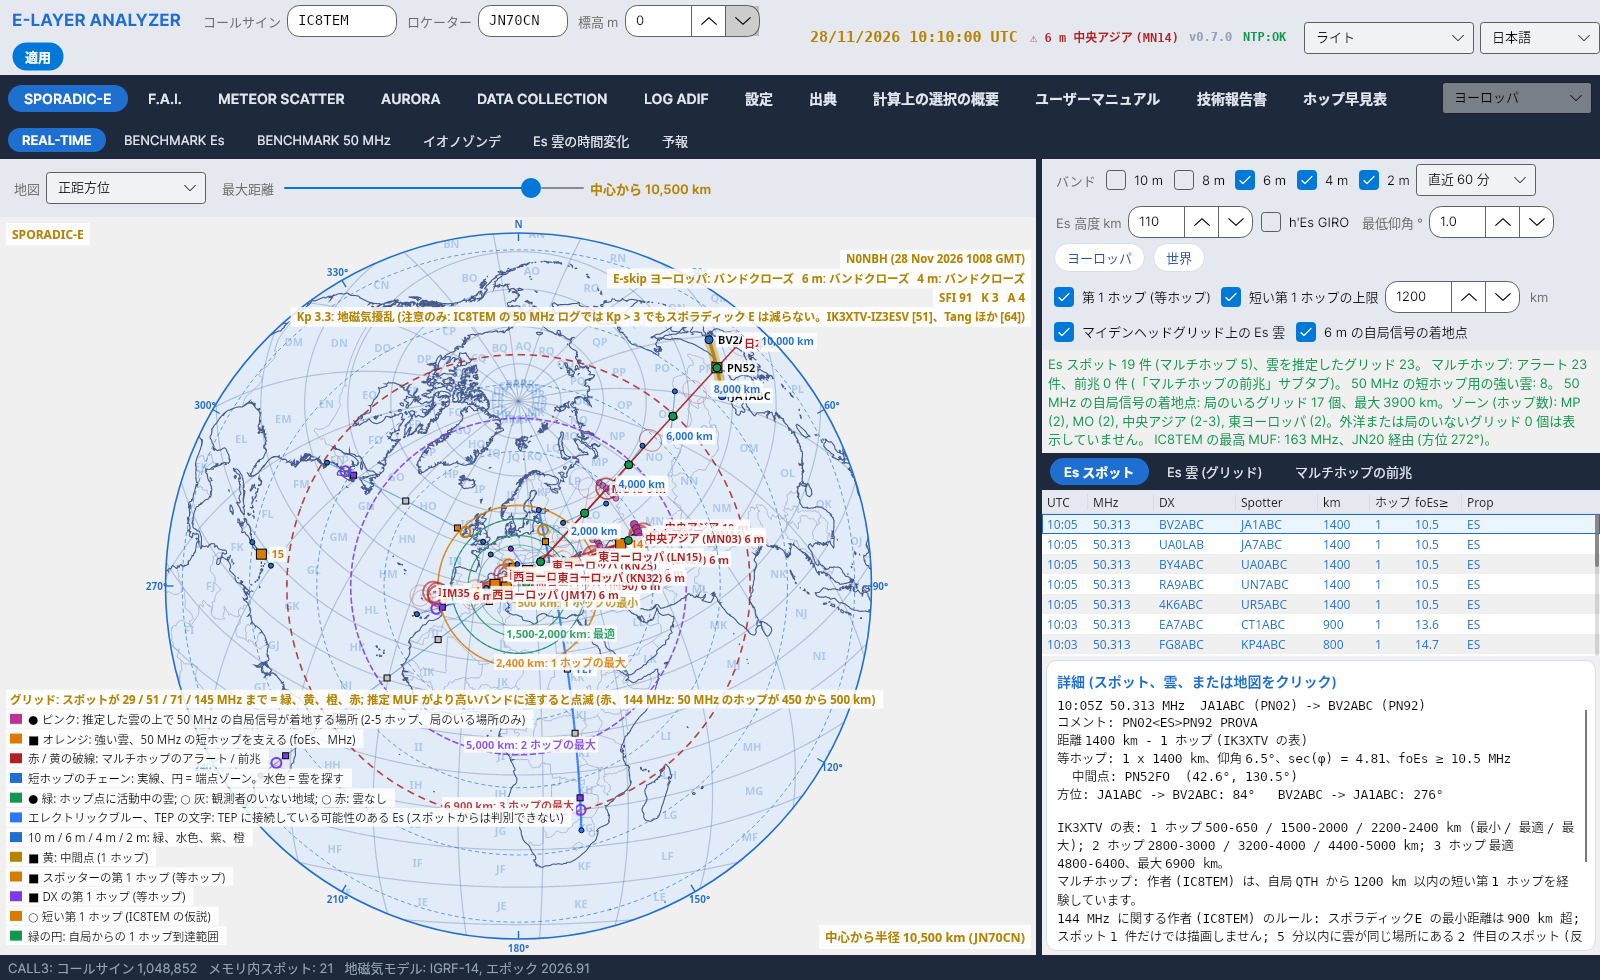 E-LAYER ANALYZER
コールサイン IC8TEM ロケーター JN70CN 標高 m 0
28/11/2026 10:10:00 UTC ⚠ 6 m 中央アジア (MN14) v0.7.0 NTP:OK ライト 日本語
適用
SPORADIC-E F.A.I. METEOR SCATTER AURORA DATA COLLECTION LOG ADIF 設定 出典 計算上の選択の概要 ユーザーマニュアル 技術報告書 ホップ早見表 ヨーロッパ
REAL-TIME BENCHMARK Es BENCHMARK 50 MHz イオノゾンデ Es 雲の時間変化 予報
地図 正距方位 最大距離 中心から 10,500 km
SPORADIC-E
N0NBH (28 Nov 2026 1008 GMT)
E-skip ヨーロッパ: バンドクローズ 6 m: バンドクローズ 4 m: バンドクローズ
SFI 91 K 3 A 4
Kp 3.3: 地磁気擾乱 (注意のみ: IC8TEM の 50 MHz ログでは Kp > 3 でもスポラディック E は減らない。IK3XTV-IZ3ESV [51]、Tang ほか [64])
N
330°
300°
270°
210°
180°
150°
120°
90°
60°
10,000 km
PN52
8,000 km
JA1ABC
6,000 km
4,000 km
2,000 km
中央アジア (MN03) 6 m
東ヨーロッパ (LN15)
東ヨーロッパ (KN32) 6 m
西ヨーロッパ (JM17) 6 m
IM35
15
1,500-2,000 km: 最適
2,400 km: 1 ホップの最大
5,000 km: 2 ホップの最大
6,900 km: 3 ホップの最大
グリッド: スポットが 29 / 51 / 71 / 145 MHz まで = 緑、黄、橙、赤; 推定 MUF がより高いバンドに達すると点滅 (赤、144 MHz: 50 MHz のホップが 450 から 500 km)
● ピンク: 推定した雲の上で 50 MHz の自局信号が着地する場所 (2-5 ホップ、局のいる場所のみ)
■ オレンジ: 強い雲、50 MHz の短ホップを支える (foEs、MHz)
赤 / 黄の破線: マルチホップのアラート / 前兆
短ホップのチェーン: 実線、円 = 端点ゾーン。水色 = 雲を探す
● 緑: ホップ点に活動中の雲; ○ 灰: 観測者のいない地域; ○ 赤: 雲なし
エレクトリックブルー、TEP の文字: TEP に接続している可能性のある Es (スポットからは判別できない)
10 m / 6 m / 4 m / 2 m: 緑、水色、紫、橙
■ 黄: 中間点 (1 ホップ)
■ スポッターの第 1 ホップ (等ホップ)
■ DX の第 1 ホップ (等ホップ)
○ 短い第 1 ホップ (IC8TEM の仮説)
緑の円: 自局からの 1 ホップ到達範囲
中心から半径 10,500 km (JN70CN)
バンド 10 m 8 m 6 m 4 m 2 m 直近 60 分
Es 高度 km 110 h'Es GIRO 最低仰角 ° 1.0
ヨーロッパ 世界
第 1 ホップ (等ホップ) 短い第 1 ホップの上限 1200 km
マイデンヘッドグリッド上の Es 雲 6 m の自局信号の着地点
Es スポット 19 件 (マルチホップ 5)、雲を推定したグリッド 23。 マルチホップ: アラート 23
件、前兆 0 件 (「マルチホップの前兆」サブタブ)。 50 MHz の短ホップ用の強い雲: 8。 50
MHz の自局信号の着地点: 局のいるグリッド 17 個、最大 3900 km。ゾーン (ホップ数): MP
(2), MO (2), 中央アジア (2-3), 東ヨーロッパ (2)。外洋または局のいないグリッド 0 個は表
示していません。 IC8TEM の最高 MUF: 163 MHz、JN20 経由 (方位 272°)。
Es スポット Es 雲 (グリッド) マルチホップの前兆
UTC MHz DX Spotter km ホップ foEs≥ Prop
10:05 50.313 BV2ABC JA1ABC 1400 1 10.5 ES
10:05 50.313 UA0LAB JA7ABC 1400 1 10.5 ES
10:05 50.313 BY4ABC UA0ABC 1400 1 10.5 ES
10:05 50.313 RA9ABC UN7ABC 1400 1 10.5 ES
10:05 50.313 4K6ABC UR5ABC 1400 1 10.5 ES
10:03 50.313 EA7ABC CT1ABC 900 1 13.6 ES
10:03 50.313 FG8ABC KP4ABC 800 1 14.7 ES
詳細 (スポット、雲、または地図をクリック)
10:05Z 50.313 MHz JA1ABC (PN02) -> BV2ABC (PN92)
コメント: PN02<ES>PN92 PROVA
距離 1400 km - 1 ホップ (IK3XTV の表)
等ホップ: 1 x 1400 km、仰角 6.5°、sec(φ) = 4.81、foEs ≥ 10.5 MHz
中間点: PN52FO (42.6°, 130.5°)
方位: JA1ABC -> BV2ABC: 84° BV2ABC -> JA1ABC: 276°
IK3XTV の表: 1 ホップ 500-650 / 1500-2000 / 2200-2400 km (最小 / 最適 / 最
大); 2 ホップ 2800-3000 / 3200-4000 / 4400-5000 km; 3 ホップ 最適
4800-6400、最大 6900 km。
マルチホップ: 作者 (IC8TEM) は、自局 QTH から 1200 km 以内の短い第 1 ホップを経
験しています。
144 MHz に関する作者 (IC8TEM) のルール: スポラディックE の最小距離は 900 km 超;
スポット 1 件だけでは描画しません; 5 分以内に雲が同じ場所にある 2 件目のスポット (反
CALL3: コールサイン 1,048,852 メモリ内スポット: 21 地磁気モデル: IGRF-14, エポック 2026.91